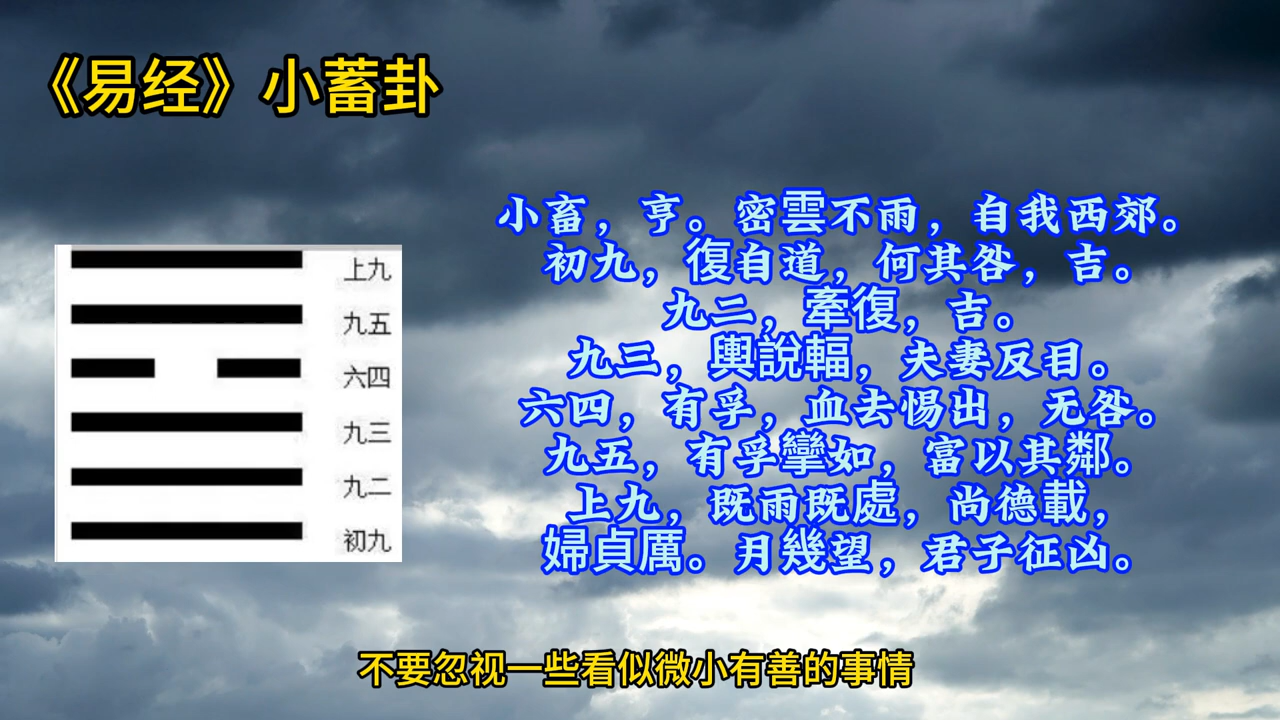 《易经》小蓄卦
上九
九五
六四
九三
九二
初九
小畜，亨。密雲不雨，自我西郊。
初九，復自道，何其咎，吉。
九二，牽復，吉。
九三，輿說輻，夫妻反目。
六四，有孚，血去惕出，无咎。
九五，有孚攣如，富以其鄰。
上九，既雨既處，尚德載，
婦貞厲。月幾望，君子征凶。
不要忽视一些看似微小有善的事情